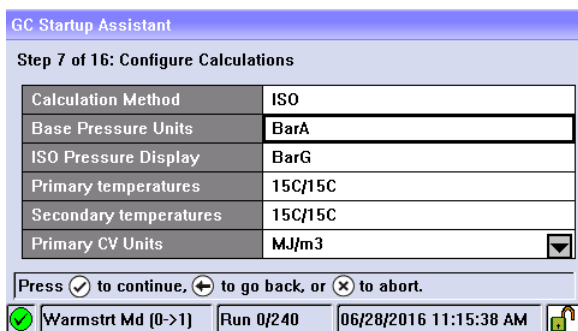 GC Startup Assistant
Step 7 of 16: Configure Calculations
Calculation Method ISO
Base Pressure Units BarA
ISO Pressure Display BarG
Primary temperatures 15C/15C
Secondary temperatures 15C/15C
Primary CV Units MJ/m3
Press to continue, to go back, or to abort.
Warmstrt Md (0->1) Run 0/240 06/28/2016 11:15:38 AM